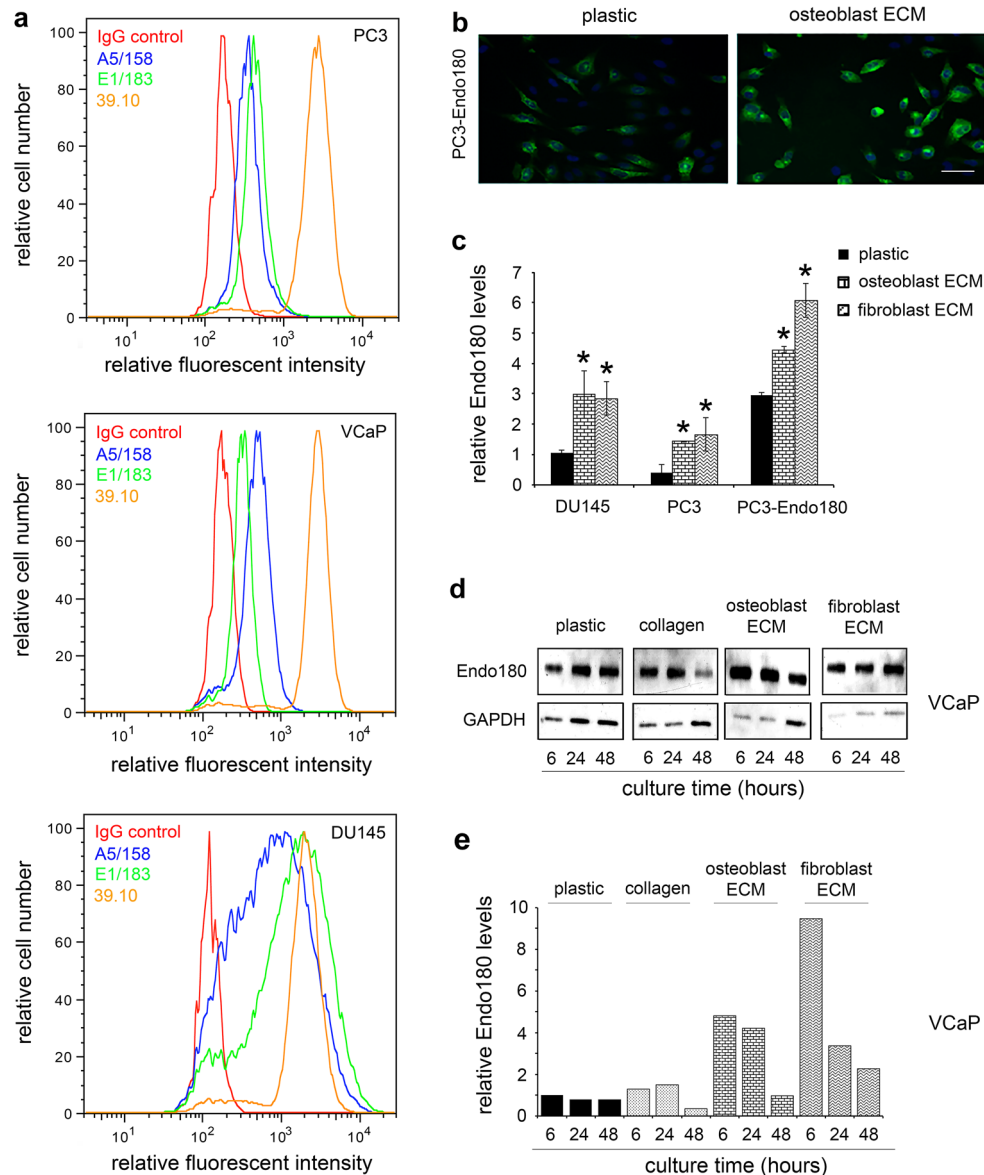 a
IgG control
A5/158
E1/183
39.10
PC3
relative cell number
100
80
60
40
20
0
10¹ 10² 10³ 10⁴
relative fluorescent intensity
IgG control
A5/158
E1/183
39.10
VCaP
relative cell number
100
80
60
40
20
0
10¹ 10² 10³ 10⁴
relative fluorescent intensity
IgG control
A5/158
E1/183
39.10
DU145
relative cell number
100
80
60
40
20
0
10¹ 10² 10³ 10⁴
relative fluorescent intensity
b
plastic osteoblast ECM
PC3-Endo180
c
plastic
osteoblast ECM
fibroblast ECM
relative Endo180 levels
7
6
5
4
3
2
1
0
* * * * * *
DU145 PC3 PC3-Endo180
d
plastic collagen osteoblast ECM fibroblast ECM
Endo180
GAPDH
VCaP
6 24 48 6 24 48 6 24 48 6 24 48
culture time (hours)
e
plastic collagen osteoblast ECM fibroblast ECM
relative Endo180 levels
10
8
6
4
2
0
VCaP
6 24 48 6 24 48 6 24 48 6 24 48
culture time (hours)